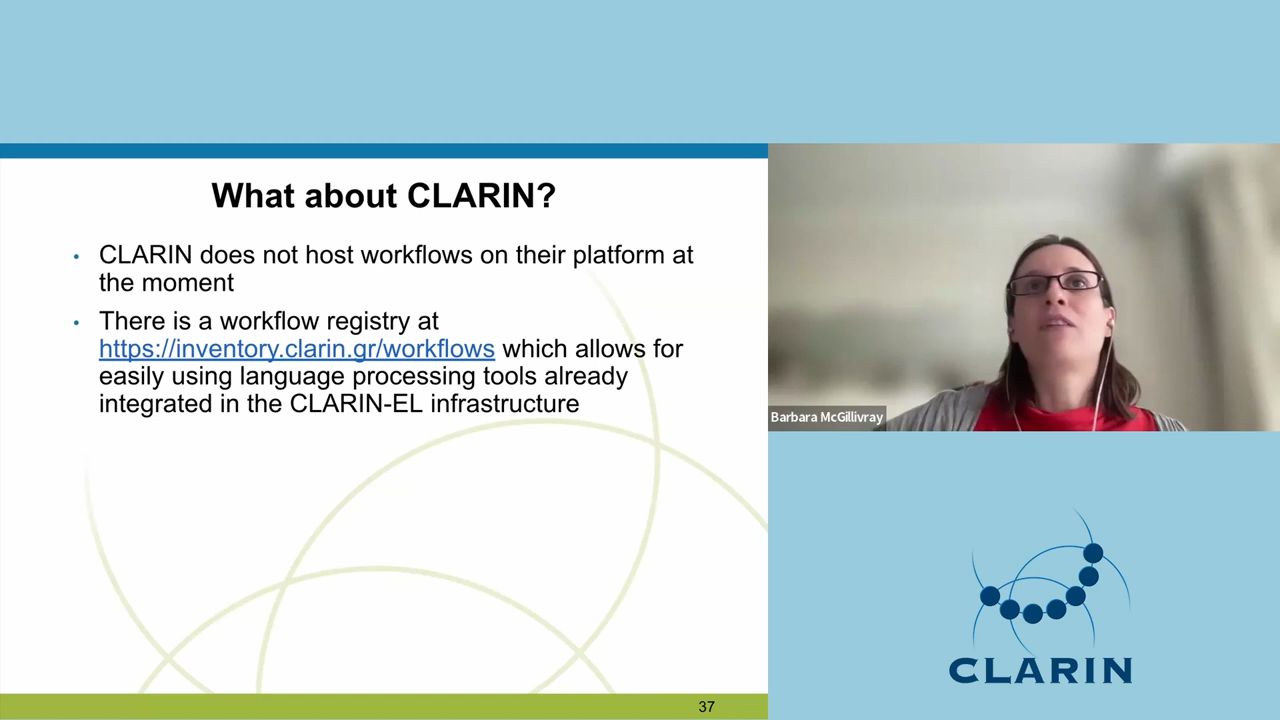 What about CLARIN?
• CLARIN does not host workflows on their platform at
the moment
• There is a workflow registry at
https://inventory.clarin.gr/workflows which allows for
easily using language processing tools already
integrated in the CLARIN-EL infrastructure
37
Barbara McGillivray
CLARIN